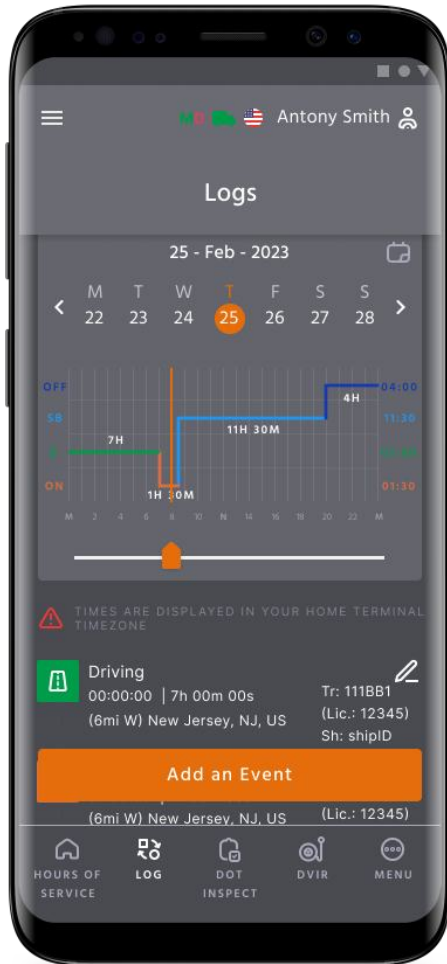 MB
Antony Smith
Logs
25 - Feb - 2023
M T W T F S S
22 23 24 25 26 27 28
OFF 04:00
4H
SB 11:30
11H 30M
7H
ON 01:30
1H 30M
M 2 4 6 8 10 N 14 16 18 20 22 M
TIMES ARE DISPLAYED IN YOUR HOME TERMINAL
TIMEZONE
Driving
00:00:00 | 7h 00m 00s
(6mi W) New Jersey, NJ, US
Tr: 111BB1
(Lic.: 12345)
Sh: shipID
Add an Event
(6mi W) New Jersey, NJ, US
(Lic.: 12345)
HOURS OF
SERVICE
LOG
DOT
INSPECT
DVIR
MENU